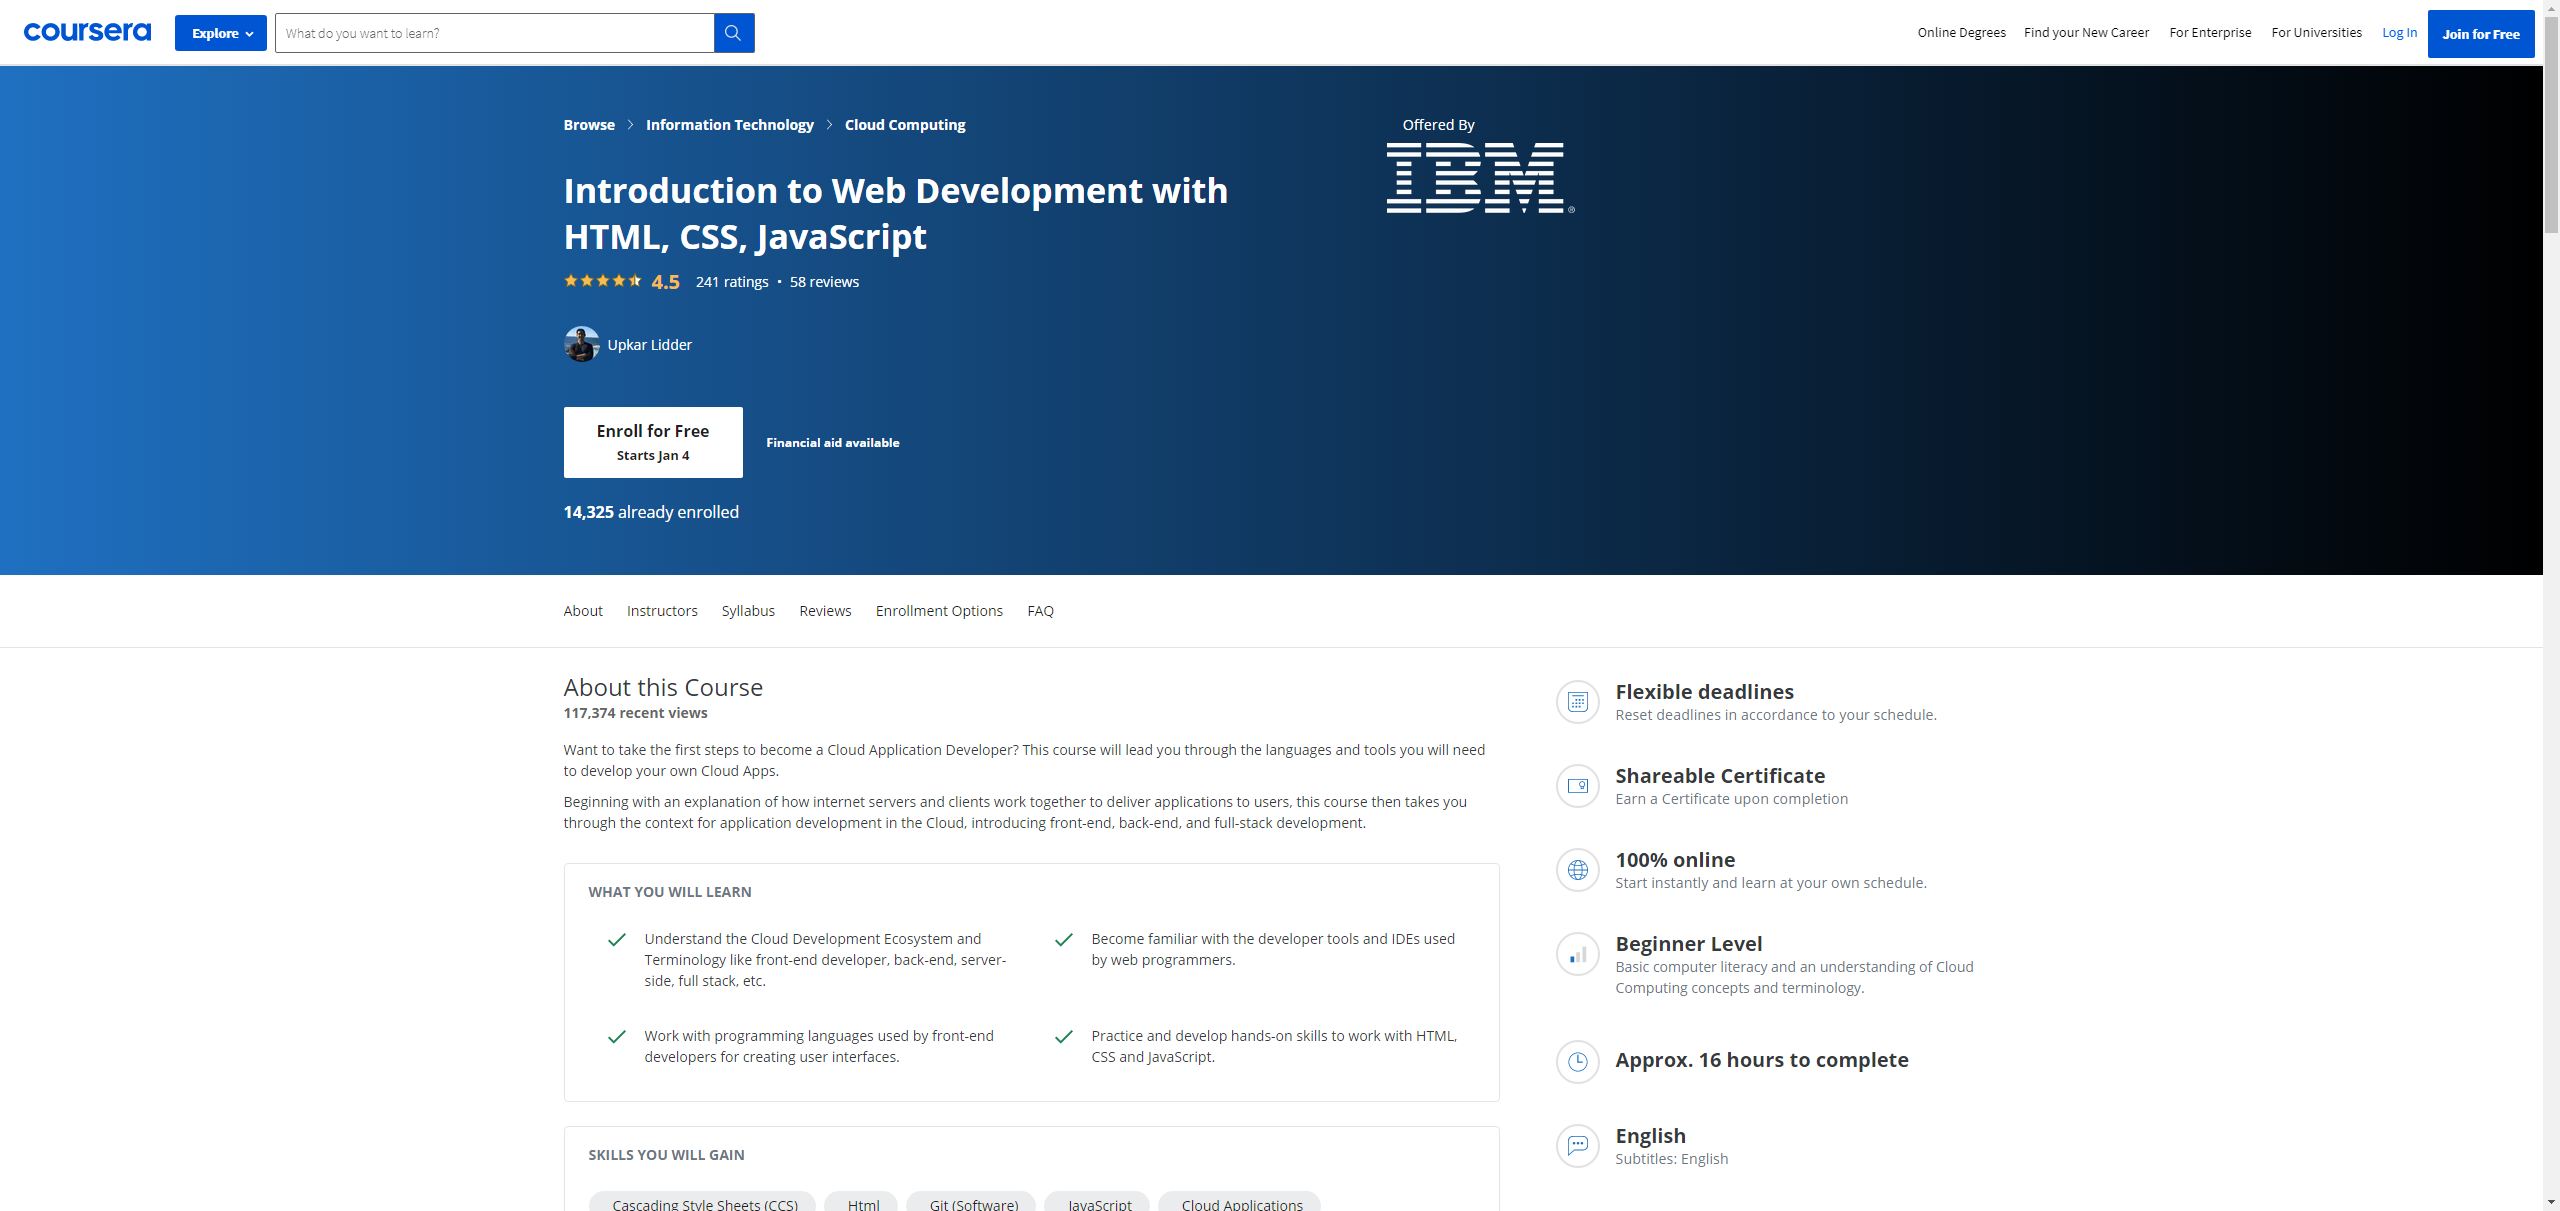 coursera
Explore
What do you want to learn?
Online Degrees
Find your New Career
For Enterprise
For Universities
Log In
Join for Free
Browse > Information Technology > Cloud Computing
Offered By
IBM®
Introduction to Web Development with
HTML, CSS, JavaScript
4.5 241 ratings • 58 reviews
Upkar Lidder
Enroll for Free
Starts Jan 4
Financial aid available
14,325 already enrolled
About
Instructors
Syllabus
Reviews
Enrollment Options
FAQ
About this Course
117,374 recent views
Want to take the first steps to become a Cloud Application Developer? This course will lead you through the languages and tools you will need
to develop your own Cloud Apps.
Beginning with an explanation of how internet servers and clients work together to deliver applications to users, this course then takes you
through the context for application development in the Cloud, introducing front-end, back-end, and full-stack development.
WHAT YOU WILL LEARN
Understand the Cloud Development Ecosystem and
Terminology like front-end developer, back-end, server-
side, full stack, etc.
Become familiar with the developer tools and IDEs used
by web programmers.
Work with programming languages used by front-end
developers for creating user interfaces.
Practice and develop hands-on skills to work with HTML,
CSS and JavaScript.
SKILLS YOU WILL GAIN
Cascading Style Sheets (CCS)
Html
Git (Software)
JavaScript
Cloud Applications
Flexible deadlines
Reset deadlines in accordance to your schedule.
Shareable Certificate
Earn a Certificate upon completion
100% online
Start instantly and learn at your own schedule.
Beginner Level
Basic computer literacy and an understanding of Cloud
Computing concepts and terminology.
Approx. 16 hours to complete
English
Subtitles: English